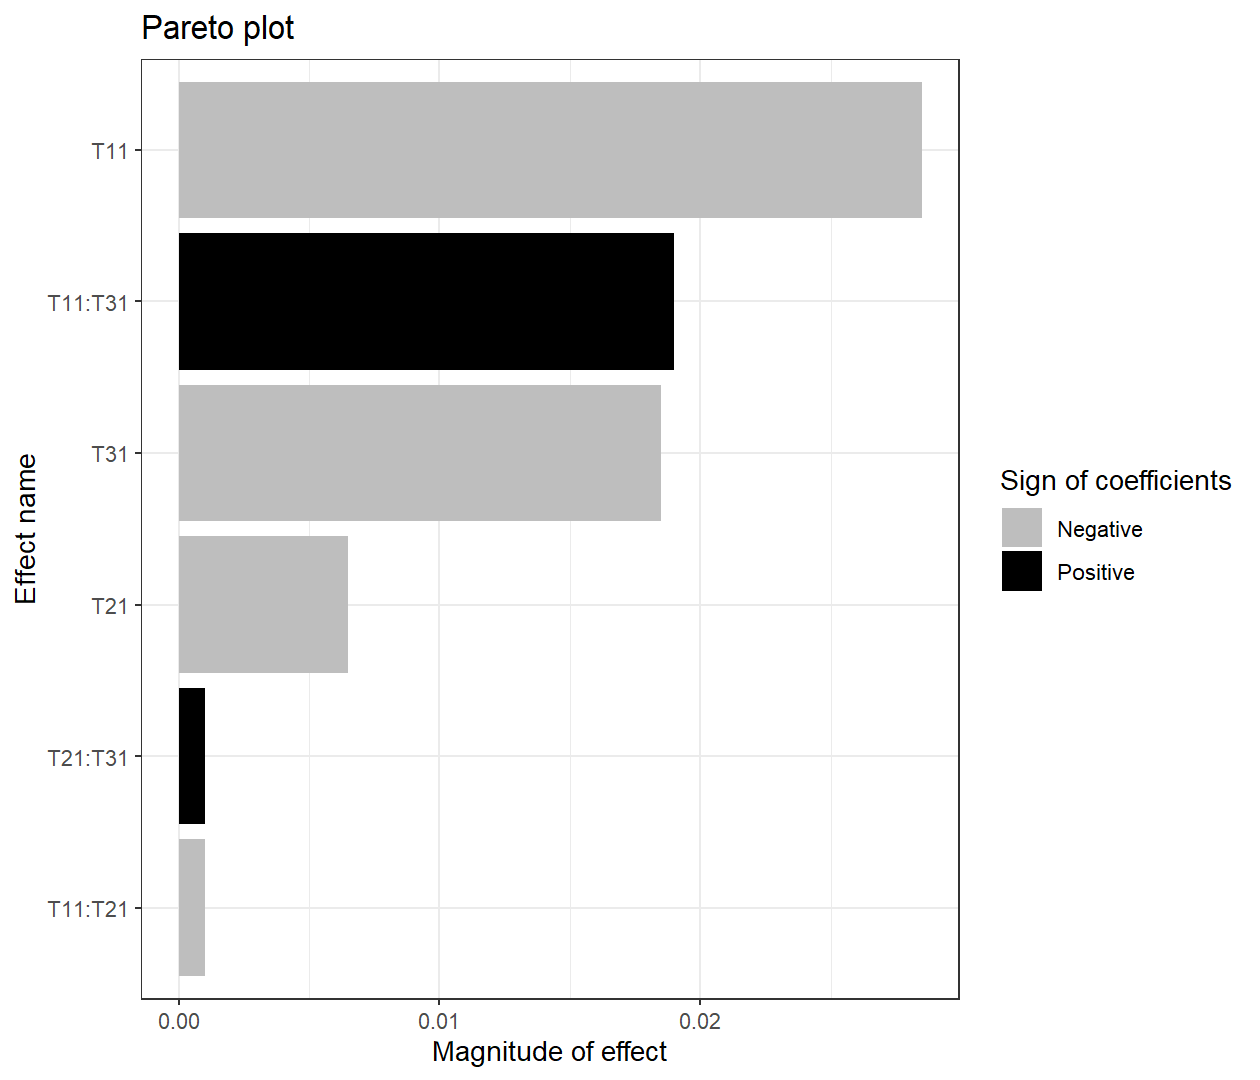 Pareto plot
T11
T11:T31
T31
T21
T21:T31
T11:T21
Effect name
0.00
0.01
0.02
Magnitude of effect
Sign of coefficients
Negative
Positive